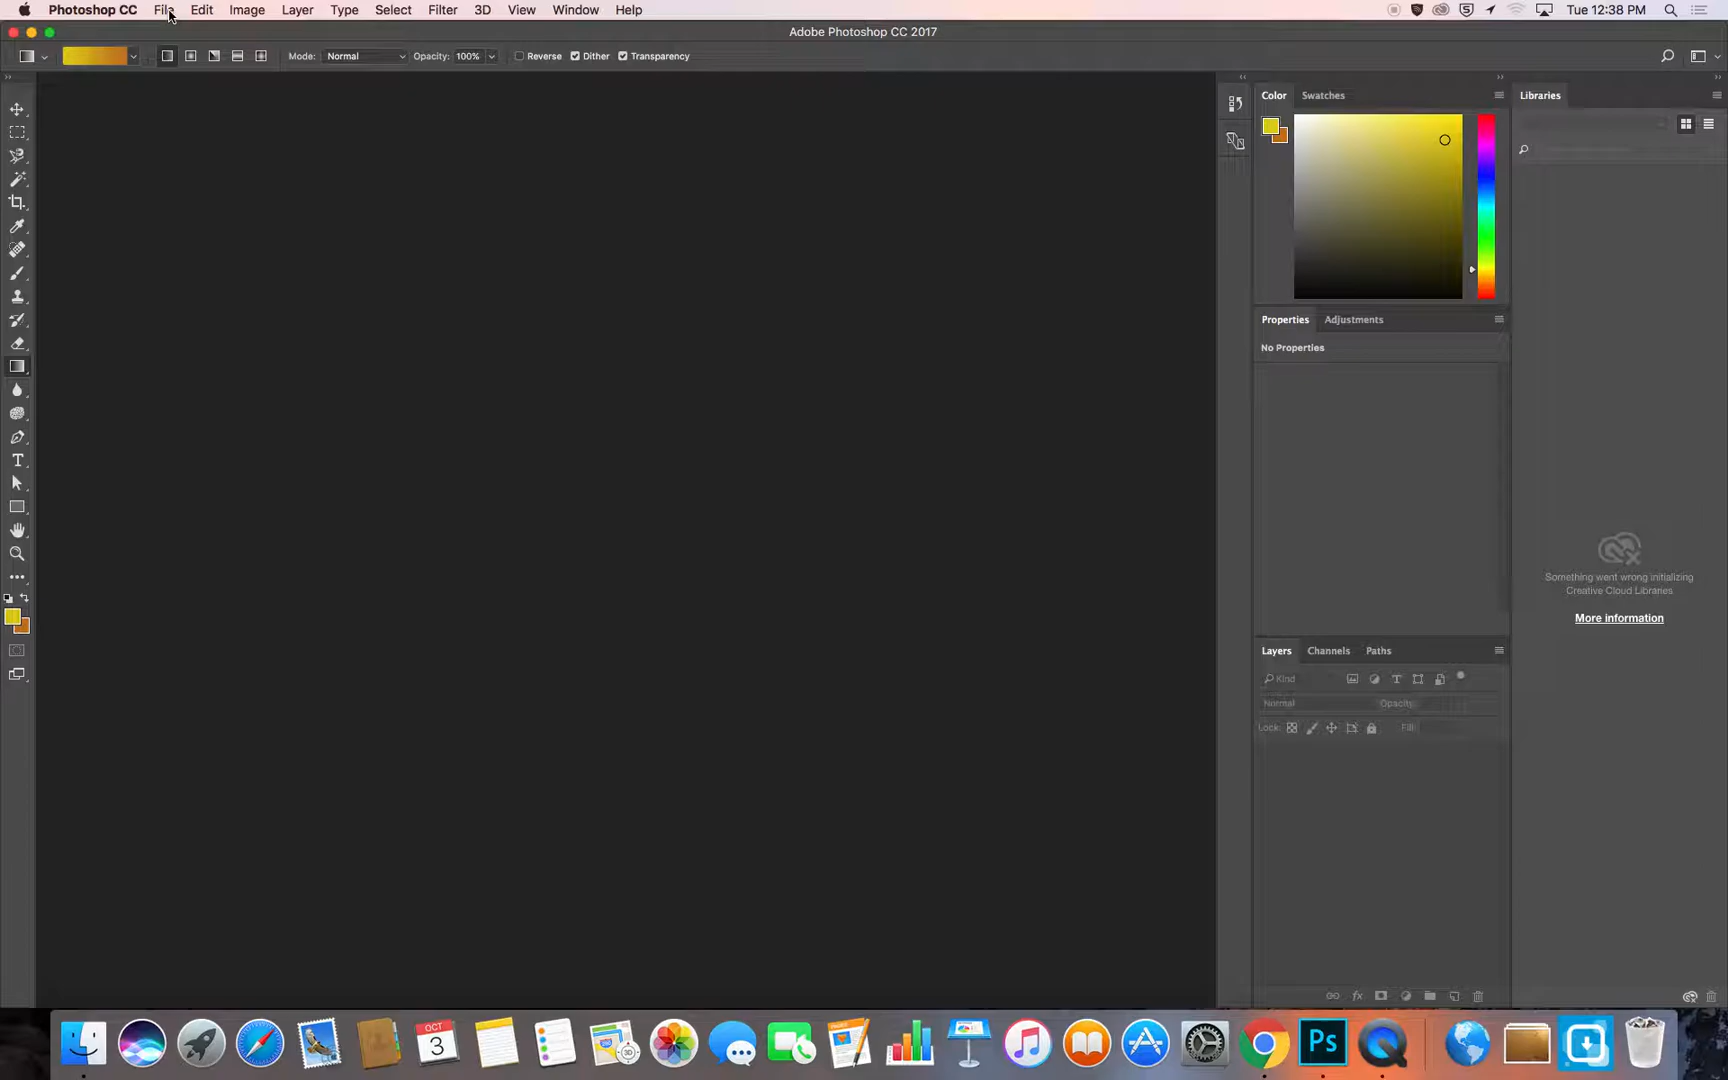 Photoshop CC File Edit Image Layer Type Select Filter 3D View Window Help Tue 12:38 PM
Adobe Photoshop CC 2017
Mode: Normal Opacity: 100% Reverse Dither Transparency
Color Swatches
Libraries
Properties Adjustments
No Properties
Something went wrong initializing
Creative Cloud Libraries
More information
Layers Channels Paths
Kind
Normal Opacity:
Lock: Fill
OCT
3
Ps